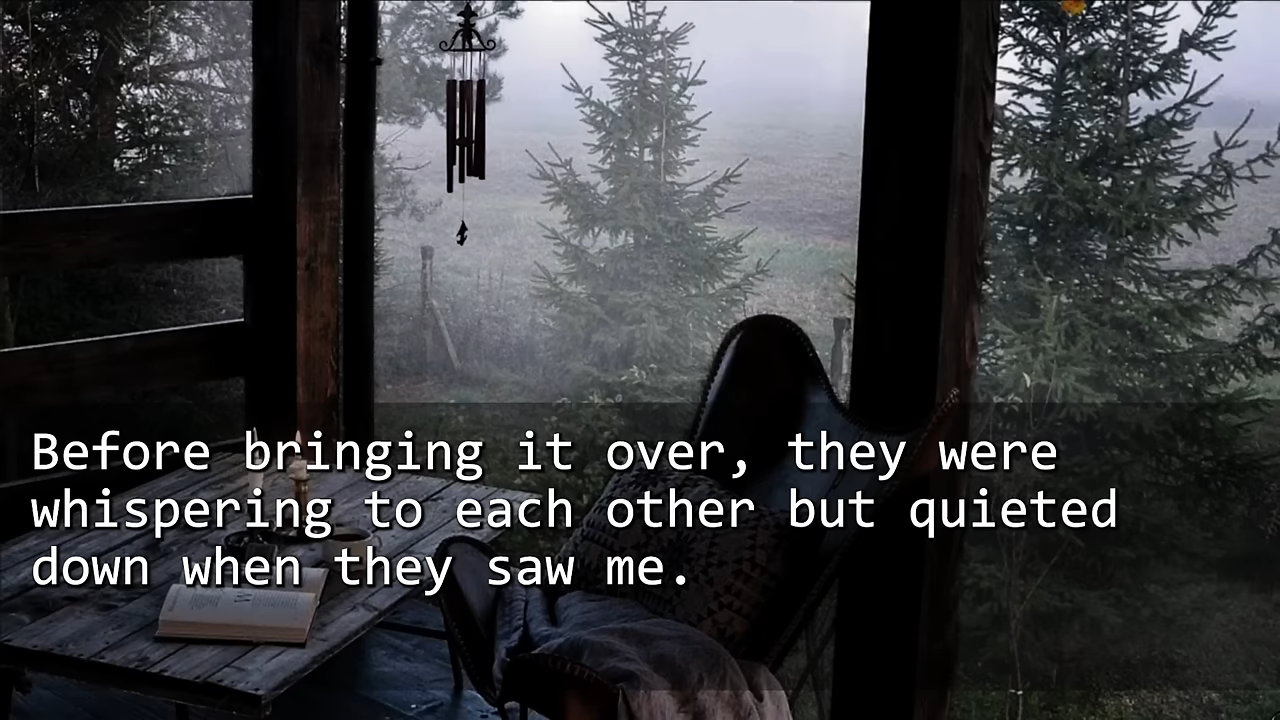 Before bringing it over, they were
whispering to each other but quieted
down when they saw me.